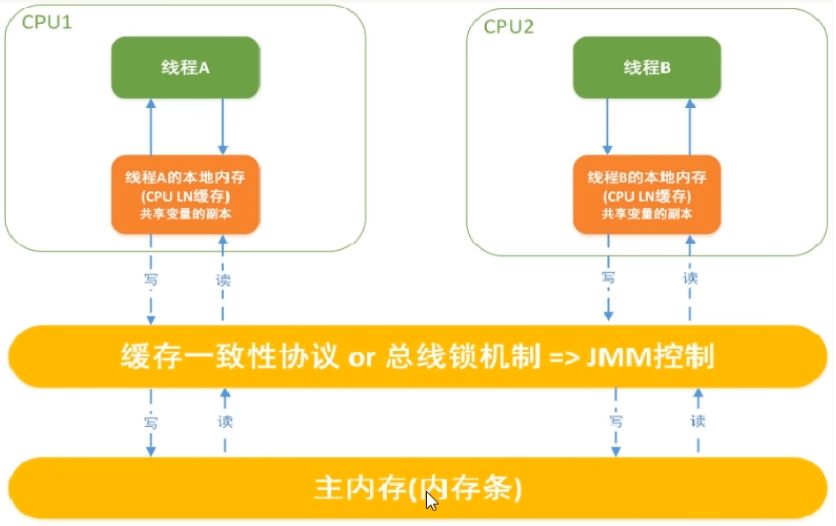 CPU1
CPU2
线程A
线程B
线程A的本地内存
(CPU LN缓存)
共享变量的副本
线程B的本地内存
(CPU LN缓存)
共享变量的副本
写
读
写
读
缓存一致性协议 or 总线锁机制 => JMM控制
写
读
写
读
主内存(内存条)